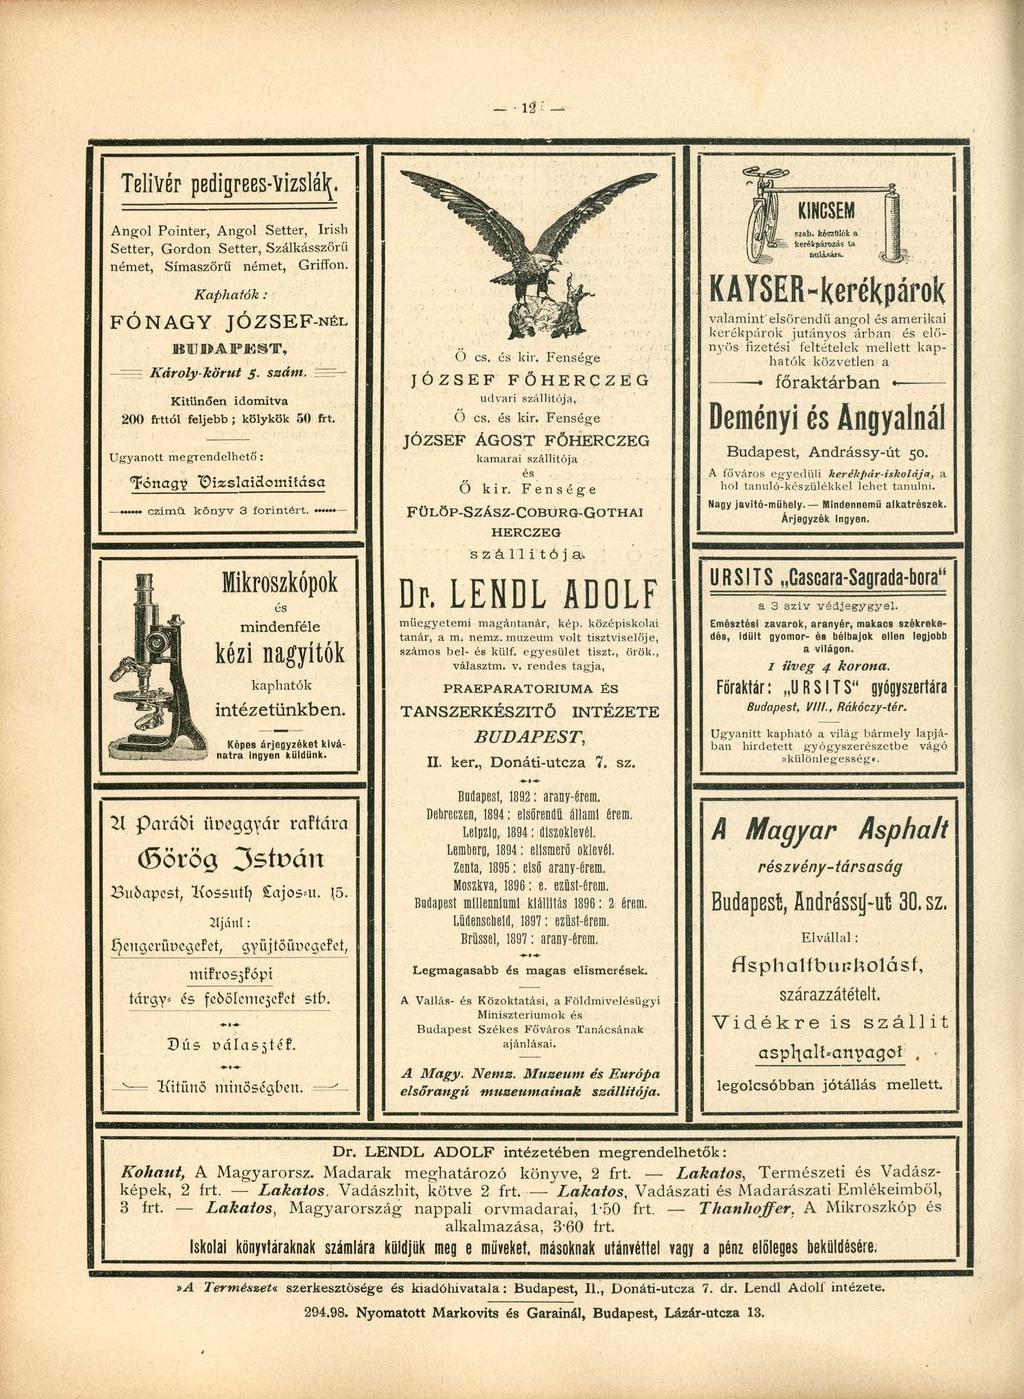 — 12 —
Telivér pedigrees-Vizslák.
Angol Pointer, Angol Setter, Irish
Setter, Gordon Setter, Szálkásszőrű
német, Símaszőrű német, Griffon.
Kaphatók:
FÓNAGY JÓZSEF-NÉL
BUDAPEST,
Károly-körut 5. szám.
Kitünően idomitva
200 frttól feljebb; kölykök 50 frt.
Ugyanott megrendelhető:
Fónagy Vizslaidomitása
czimü könyv 3 forintért.
Mikroszkópok
és
mindenféle
kézi nagyítók
kaphatók
intézetünkben.
Képes árjegyzéket kivá-
natra ingyen küldünk.
A Parádi üveggyár raktára
Görög István
Budapest, Kossuth Lajos-u. 15.
Ajánl:
Hengerüvegeket, gyüjtőüvegeket,
mikroszkópi
tárgy- és fedőlemezeket stb.
Dús választék.
Kitünő minőségben.
Ő cs. és kir. Fensége
JÓZSEF FŐHERCZEG
udvari szállitója,
Ő cs. és kir. Fensége
JÓZSEF ÁGOST FŐHERCZEG
kamarai szállitója
és
Ő kir. Fensége
FÜLÖP-SZÁSZ-COBURG-GOTHAI
HERCZEG
szállitója.
Dr. LENDL ADOLF
műegyetemi magántanár, kép. középiskolai
tanár, a m. nemz. muzeum volt tisztviselője,
számos bel- és külf. egyesület tiszt., örök.,
választm. v. rendes tagja,
PRAEPARATORIUMA ÉS
TANSZERKÉSZITŐ INTÉZETE
BUDAPEST,
II. ker., Donáti-utcza 7. sz.
Budapest, 1892: arany-érem.
Debreczen, 1894: elsőrendű állami érem.
Leipzig, 1894: diszoklevél.
Lemberg, 1894: elismerő oklevél.
Zenta, 1895: első arany-érem.
Moszkva, 1896: e. ezüst-érem.
Budapest millenniumi kiállítás 1896: 2 érem.
Lüdenscheid, 1897: ezüst-érem.
Brüssel, 1897: arany-érem.
Legmagasabb és magas elismerések.
A Vallás- és Közoktatási, a Földmivelésügyi
Miniszteriumok és
Budapest Székes Főváros Tanácsának
ajánlásai.
A Magy. Nemz. Muzeum és Európa
elsőrangú muzeumainak szállitója.
KINCSEM
szab. készülék a
kerékpározás ta
nulására.
KAYSER-kerékpárok
valamint elsőrendű angol és amerikai
kerékpárok jutányos árban és elő-
nyös fizetési feltételek mellett kap-
hatók közvetlen a
főraktárban
Deményi és Angyalnál
Budapest, Andrássy-út 50.
A főváros egyedüli kerékpár-iskolája, a
hol tanuló-készülékkel lehet tanulni.
Nagy javitó-műhely. — Mindennemű alkatrészek.
Árjegyzék ingyen.
URSITS „Cascara-Sagrada-bora"
a 3 sziv védjegygyel.
Emésztési zavarok, aranyér, makacs székreke-
dés, idült gyomor- és bélbajok ellen legjobb
a világon.
1 üveg 4 korona.
Főraktár: „URSITS" gyógyszertára
Budapest, VIII., Rákóczy-tér.
Ugyanitt kapható a világ bármely lapjá-
ban hirdetett gyógyszerészetbe vágó
»különlegesség«.
A Magyar Asphalt
részvény-társaság
Budapest, Andrássy-ut 30. sz.
Elvállal:
Asphaltburkolást,
szárazzátételt.
Vidékre is szállit
asphalt-anyagot
legolcsóbban jótállás mellett.
Dr. LENDL ADOLF intézetében megrendelhetők:
Kohaut, A Magyarorsz. Madarak meghatározó könyve, 2 frt. — Lakatos, Természeti és Vadász-
képek, 2 frt. — Lakatos. Vadászhit, kötve 2 frt. — Lakatos, Vadászati és Madarászati Emlékeimből,
3 frt. — Lakatos, Magyarország nappali orvmadarai, 1·50 frt. — Thanhoffer, A Mikroszkóp és
alkalmazása, 3·60 frt.
Iskolai könyvtáraknak számlára küldjük meg e műveket, másoknak utánvéttel vagy a pénz előleges beküldésére.
»A Természet« szerkesztösége és kiadóhivatala: Budapest, II., Donáti-utcza 7. dr. Lendl Adolf intézete.
294.98. Nyomatott Markovits és Garainál, Budapest, Lázár-utcza 13.